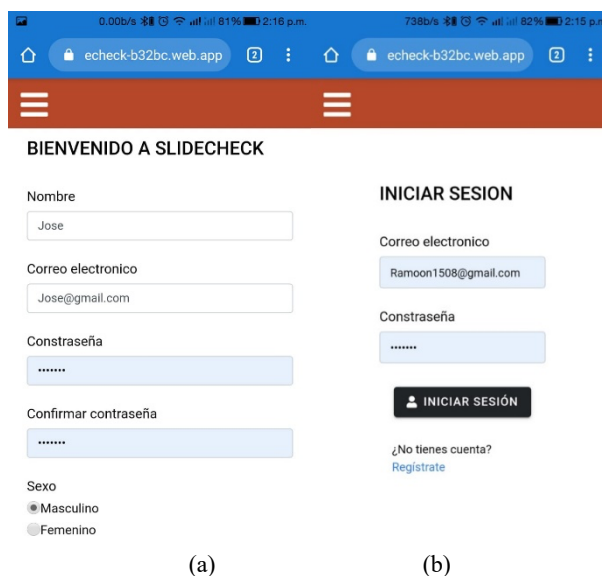 0.00b/s 81% 2:16 p.m.
echeck-b32bc.web.app 2
BIENVENIDO A SLIDECHECK
Nombre
Jose
Correo electronico
Jose@gmail.com
Constraseña
•••••••
Confirmar contraseña
•••••••
Sexo
Masculino
Femenino
(a)
738b/s 82% 2:15 p.m
echeck-b32bc.web.app 2
INICIAR SESION
Correo electronico
Ramoon1508@gmail.com
Constraseña
•••••••
INICIAR SESIÓN
¿No tienes cuenta?
Regístrate
(b)